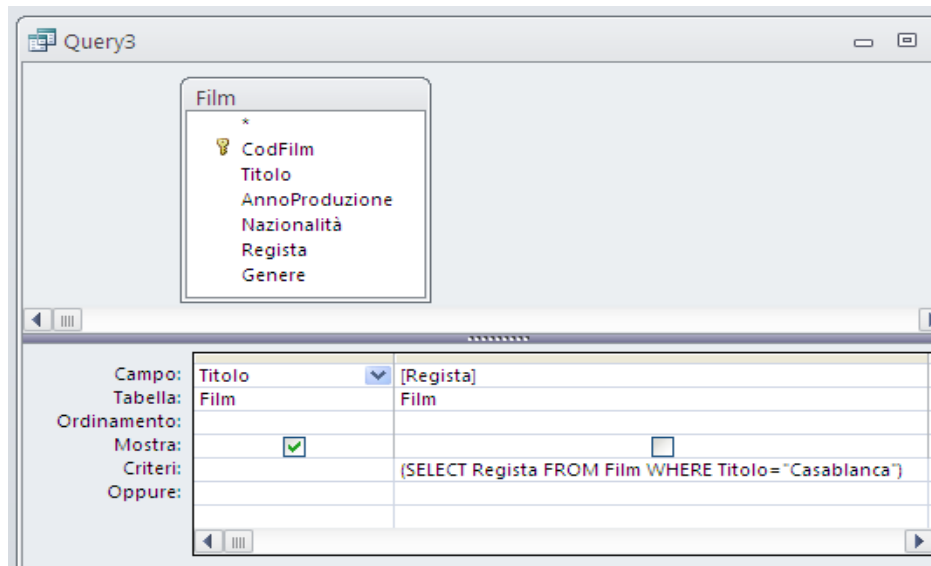 Query3
Film
*
CodFilm
Titolo
AnnoProduzione
Nazionalità
Regista
Genere
Campo: Titolo [Regista]
Tabella: Film Film
Ordinamento:
Mostra:
Criteri: (SELECT Regista FROM Film WHERE Titolo="Casablanca")
Oppure: